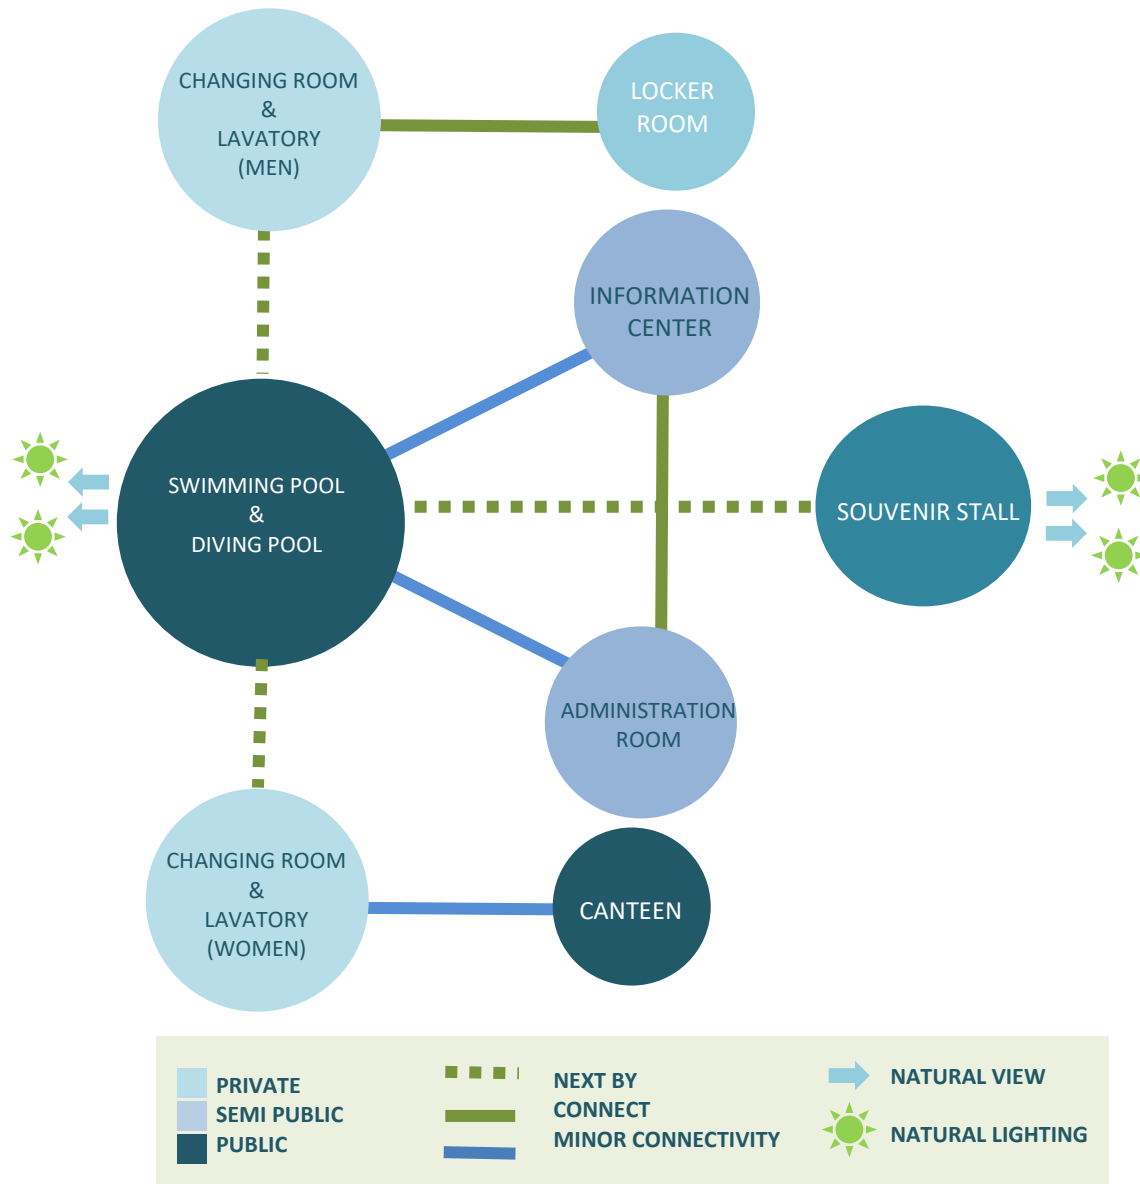 CHANGING ROOM
&
LAVATORY
(MEN)
LOCKER
ROOM
INFORMATION
CENTER
SWIMMING POOL
&
DIVING POOL
SOUVENIR STALL
ADMINISTRATION
ROOM
CHANGING ROOM
&
LAVATORY
(WOMEN)
CANTEEN
PRIVATE
SEMI PUBLIC
PUBLIC
NEXT BY
CONNECT
MINOR CONNECTIVITY
NATURAL VIEW
NATURAL LIGHTING